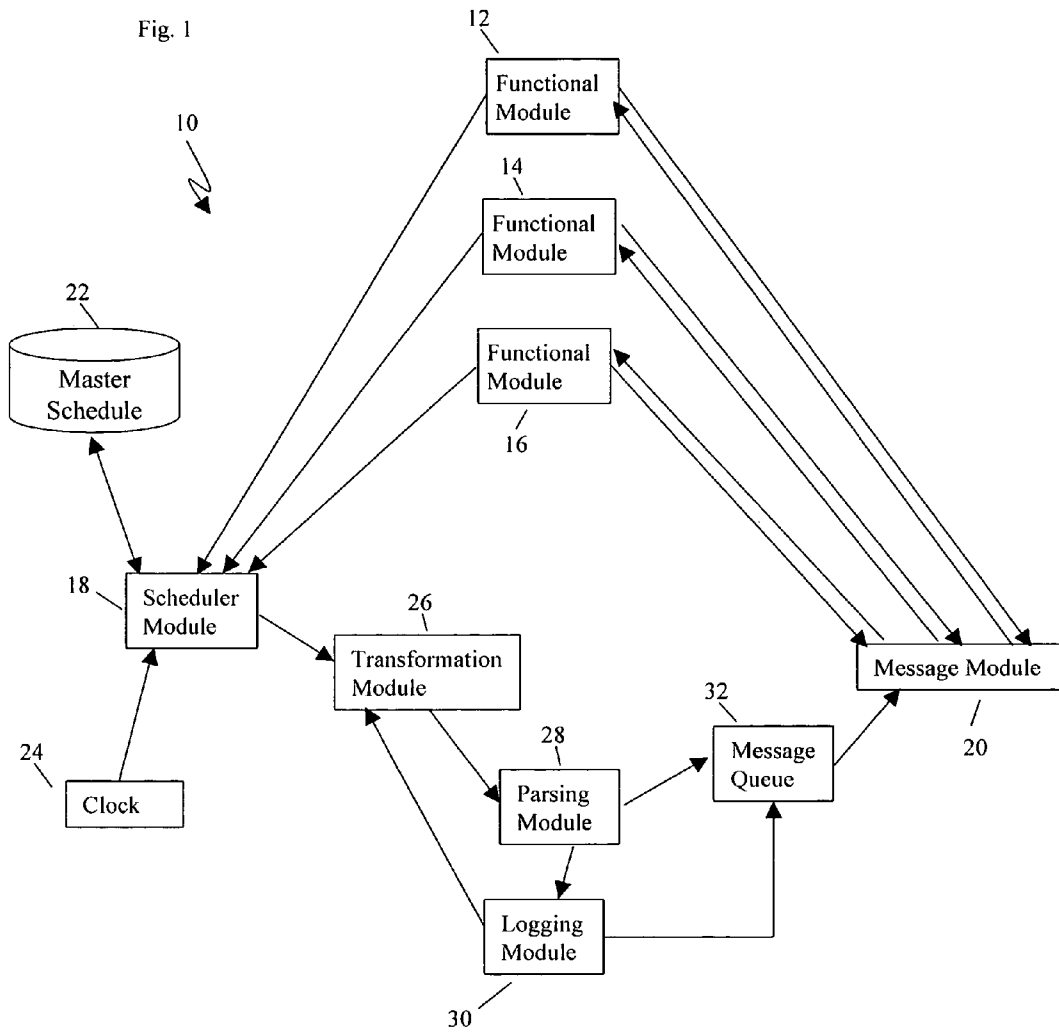 Fig. 1
12
Functional
Module
10
14
Functional
Module
22
Master
Schedule
Functional
Module
16
18
Scheduler
Module
26
Transformation
Module
Message Module
20
32
Message
Queue
24
Clock
28
Parsing
Module
Logging
Module
30